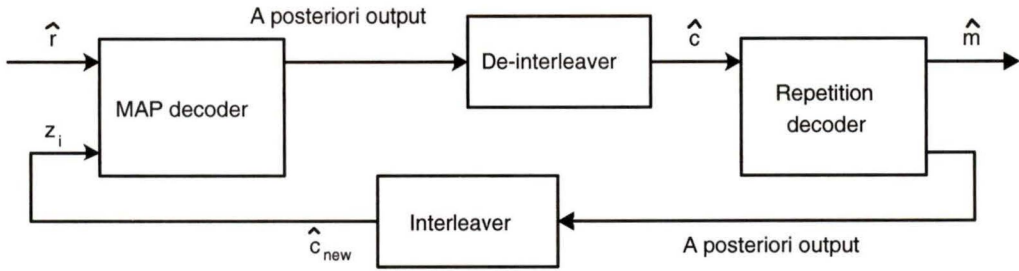 A posteriori output
r̂
ĉ
m̂
De-interleaver
MAP decoder
Repetition
decoder
z_i
Interleaver
ĉ_new
A posteriori output